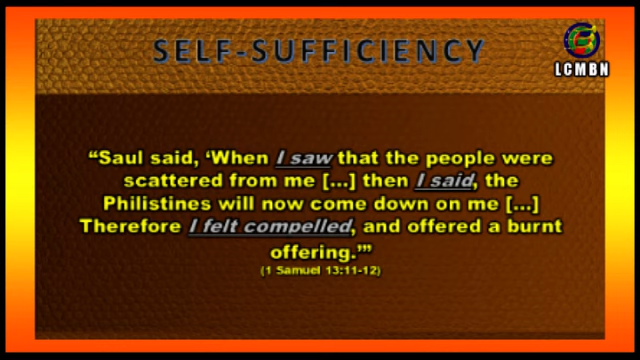 SELF-SUFFICIENCY
LCMBN
“Saul said, ‘When I saw that the people were
scattered from me [...] then I said, the
Philistines will now come down on me [...]
Therefore I felt compelled, and offered a burnt
offering.’”
(1 Samuel 13:11-12)